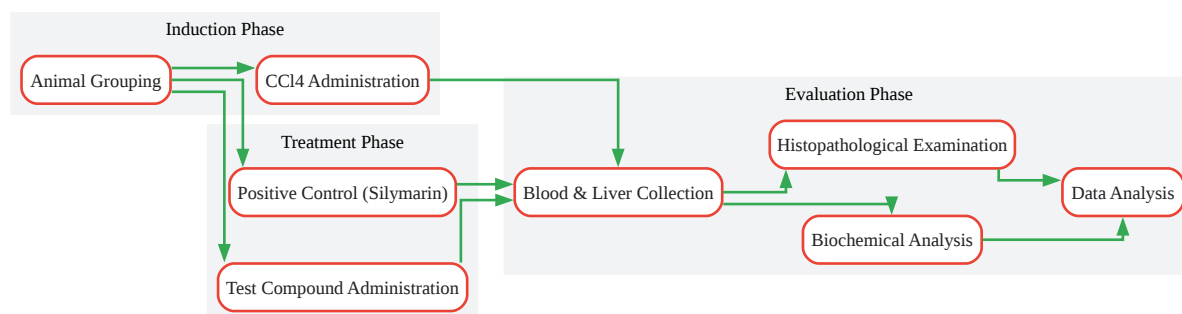 Induction Phase
Animal Grouping
CCl4 Administration
Treatment Phase
Positive Control (Silymarin)
Test Compound Administration
Evaluation Phase
Blood & Liver Collection
Histopathological Examination
Biochemical Analysis
Data Analysis